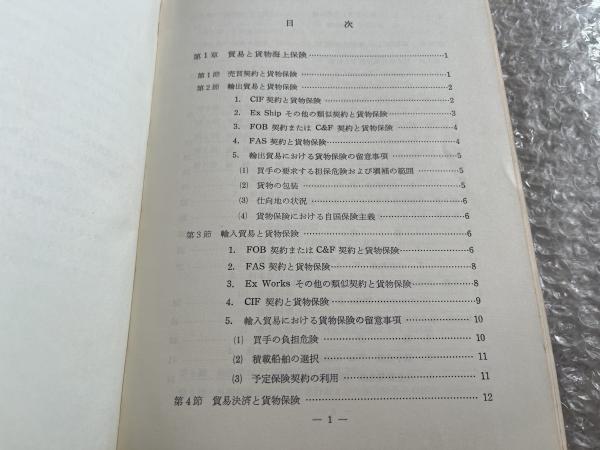 目 次
第1章 貿易と貨物海上保険 …… 1
第1節 売買契約と貨物保険 …… 1
第2節 輸出貿易と貨物保険 …… 2
1. CIF 契約と貨物保険 …… 2
2. Ex Ship その他の類似契約と貨物保険 …… 3
3. FOB 契約または C&F 契約と貨物保険 …… 4
4. FAS 契約と貨物保険 …… 4
5. 輸出貿易における貨物保険の留意事項 …… 5
(1) 買手の要求する担保危険および塡補の範囲 …… 5
(2) 貨物の包装 …… 5
(3) 仕向地の状況 …… 6
(4) 貨物保険における自国保険主義 …… 6
第3節 輸入貿易と貨物保険 …… 6
1. FOB 契約または C&F 契約と貨物保険 …… 6
2. FAS 契約と貨物保険 …… 8
3. Ex Works その他の類似契約と貨物保険 …… 8
4. CIF 契約と貨物保険 …… 9
5. 輸入貿易における貨物保険の留意事項 …… 10
(1) 買手の負担危険 …… 10
(2) 積載船舶の選択 …… 11
(3) 予定保険契約の利用 …… 11
第4節 貿易決済と貨物保険 …… 12
— 1 —